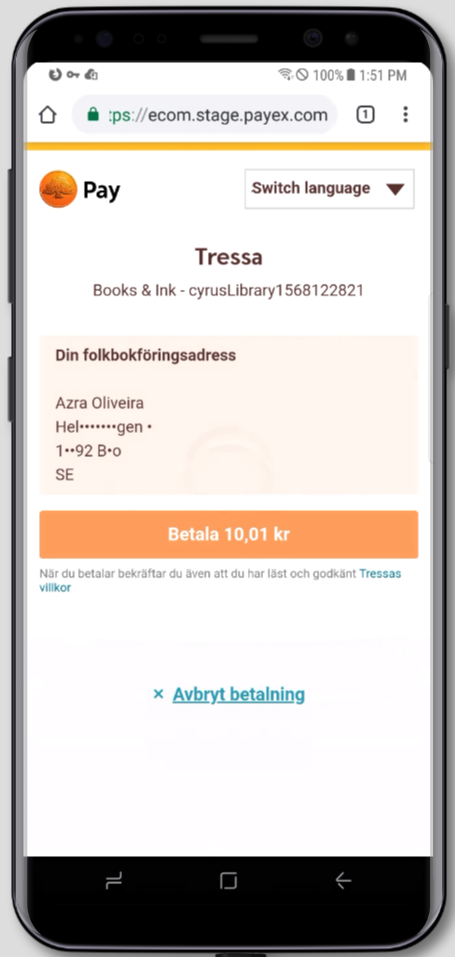 100% 1:51 PM
:ps://ecom.stage.payex.com 1
Pay
Switch language
Tressa
Books & Ink - cyrusLibrary1568122821
Din folkbokföringsadress
Azra Oliveira
Hel•••••••gen •
1••92 B•o
SE
Betala 10,01 kr
När du betalar bekräftar du även att du har läst och godkänt Tressas
villkor
× Avbryt betalning